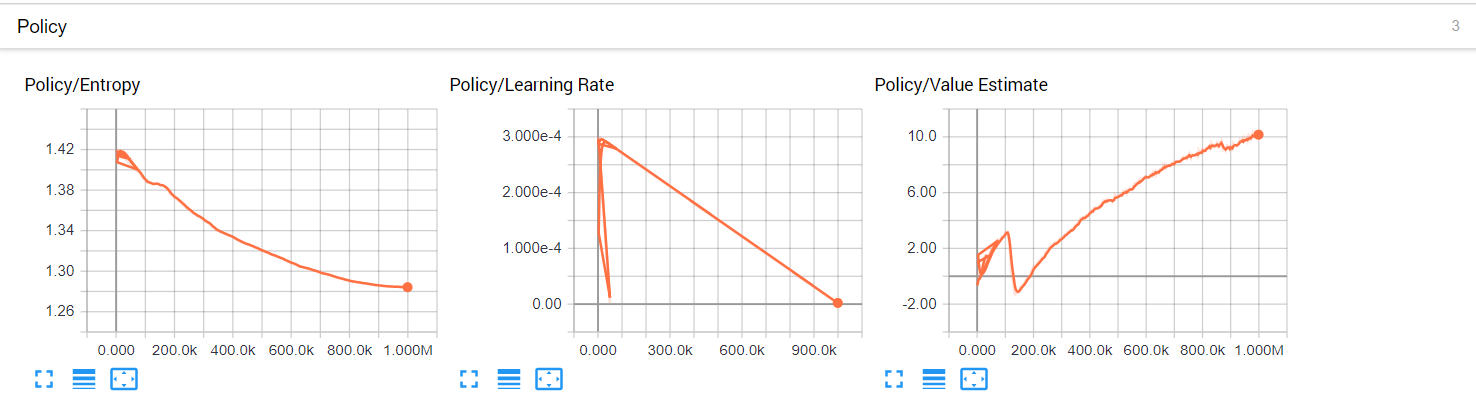 Policy 3
Policy/Entropy
1.42
1.38
1.34
1.30
1.26
0.000 200.0k 400.0k 600.0k 800.0k 1.000M
Policy/Learning Rate
3.000e-4
2.000e-4
1.000e-4
0.00
0.000 300.0k 600.0k 900.0k
Policy/Value Estimate
10.0
6.00
2.00
-2.00
0.000 200.0k 400.0k 600.0k 800.0k 1.000M